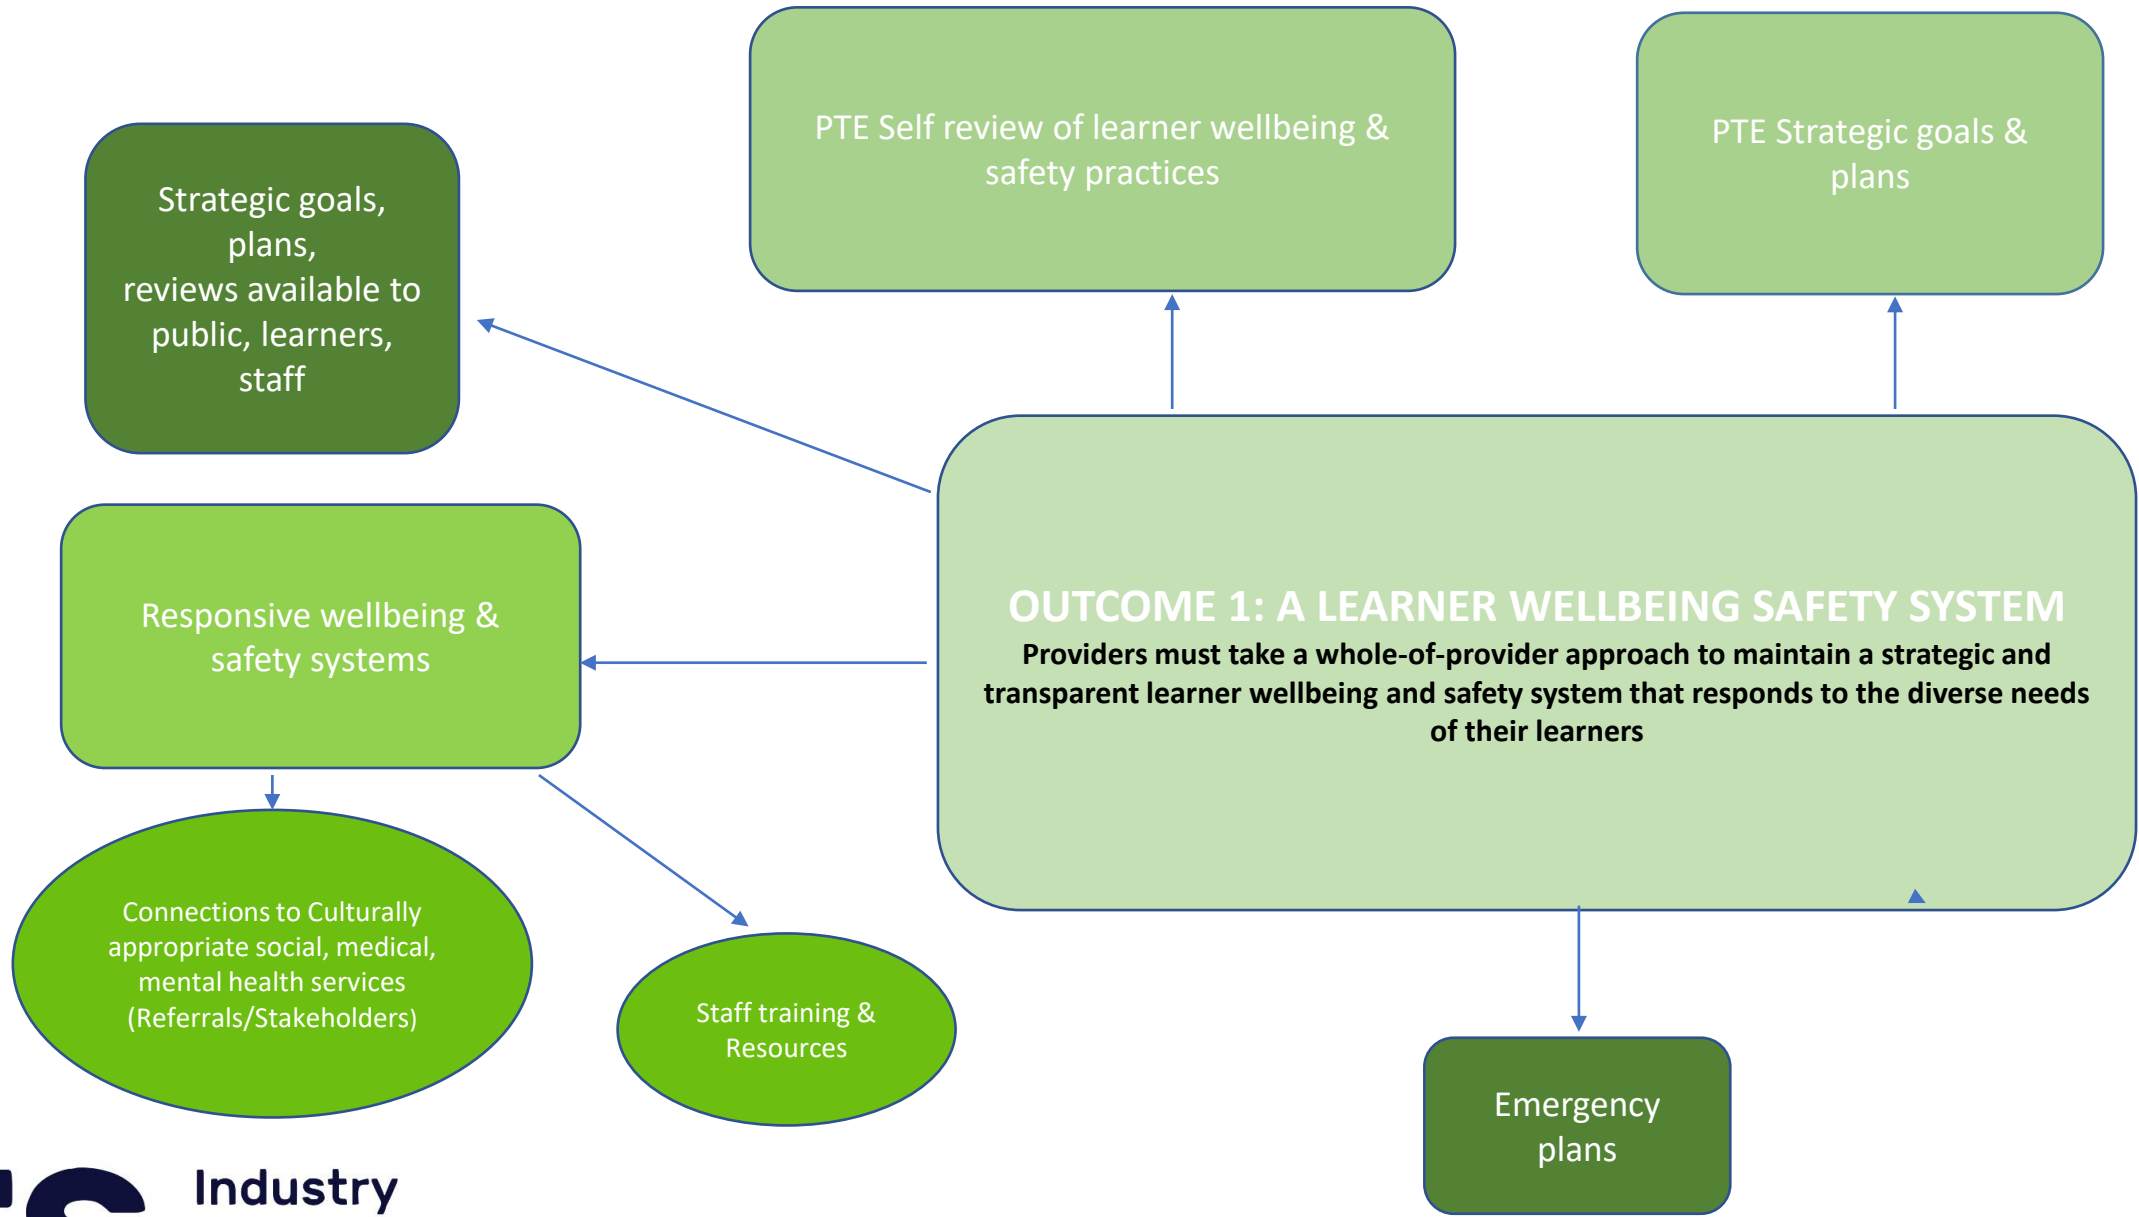 PTE Self review of learner wellbeing &
safety practices
PTE Strategic goals &
plans
Strategic goals,
plans,
reviews available to
public, learners,
staff
OUTCOME 1: A LEARNER WELLBEING SAFETY SYSTEM
Providers must take a whole-of-provider approach to maintain a strategic and
transparent learner wellbeing and safety system that responds to the diverse needs
of their learners
Responsive wellbeing &
safety systems
Connections to Culturally
appropriate social, medical,
mental health services
(Referrals/Stakeholders)
Staff training &
Resources
Emergency
plans
Industry